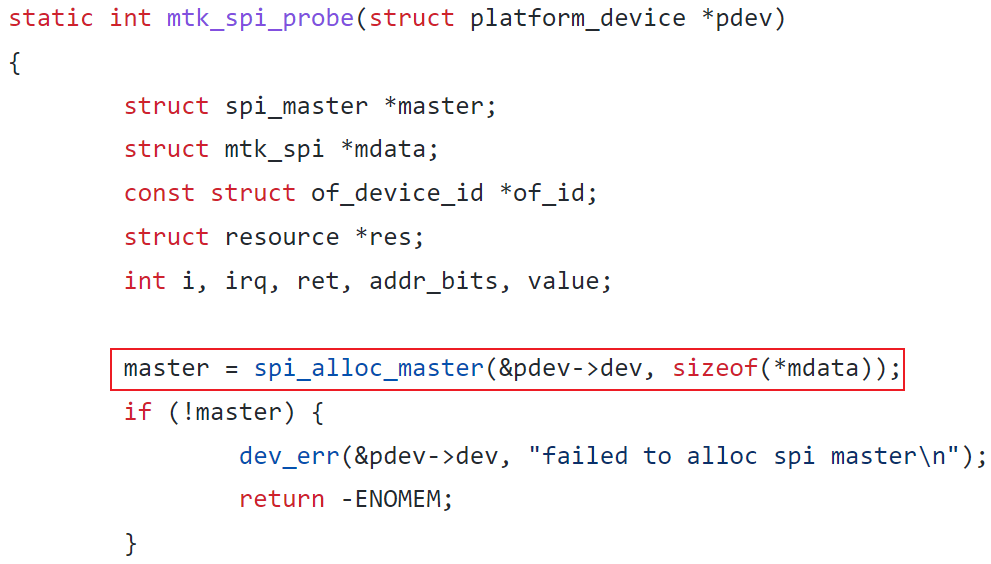 static int mtk_spi_probe(struct platform_device *pdev)
{
struct spi_master *master;
struct mtk_spi *mdata;
const struct of_device_id *of_id;
struct resource *res;
int i, irq, ret, addr_bits, value;
master = spi_alloc_master(&pdev->dev, sizeof(*mdata));
if (!master) {
dev_err(&pdev->dev, "failed to alloc spi master\n");
return -ENOMEM;
}